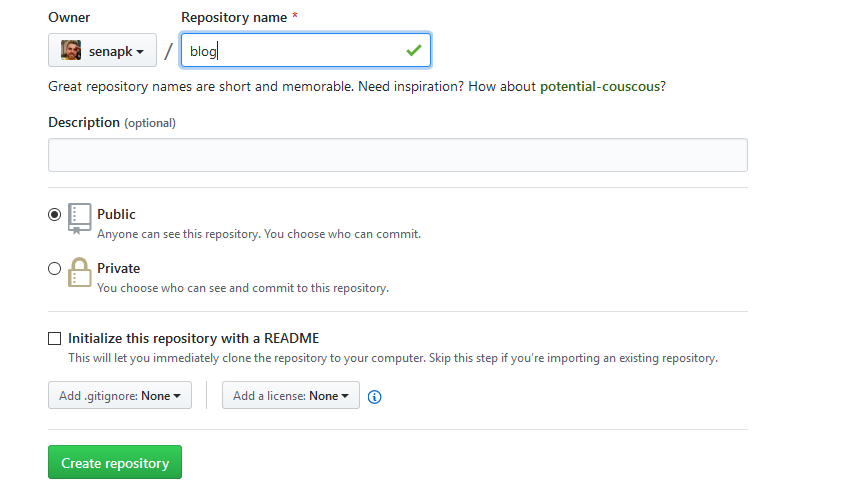 Owner Repository name *
senapk / blog
Great repository names are short and memorable. Need inspiration? How about potential-couscous?
Description (optional)
Public
Anyone can see this repository. You choose who can commit.
Private
You choose who can see and commit to this repository.
Initialize this repository with a README
This will let you immediately clone the repository to your computer. Skip this step if you’re importing an existing repository.
Add .gitignore: None Add a license: None
Create repository